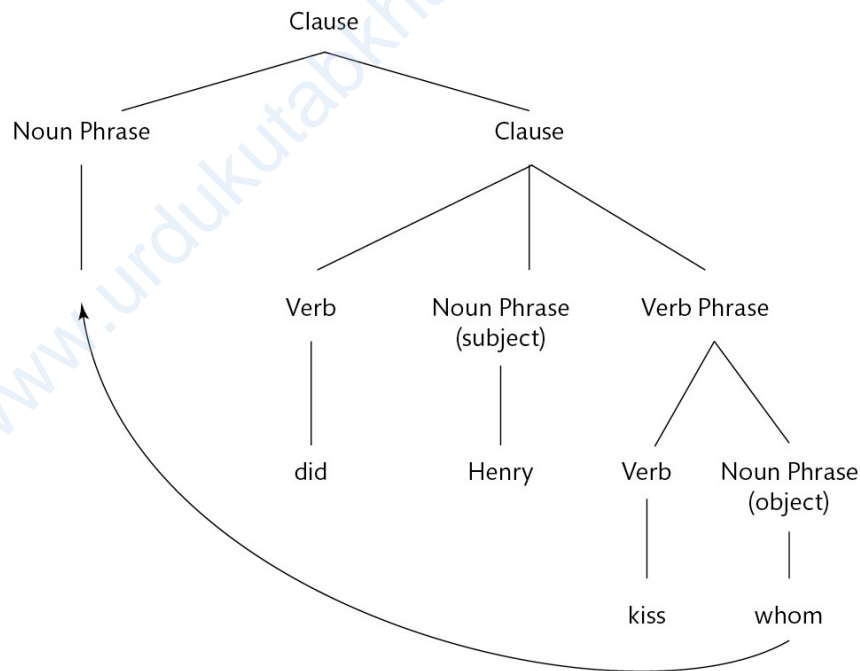 Clause
Noun Phrase Clause
Verb Noun Phrase Verb Phrase
(subject)
did Henry Verb Noun Phrase
(object)
kiss whom